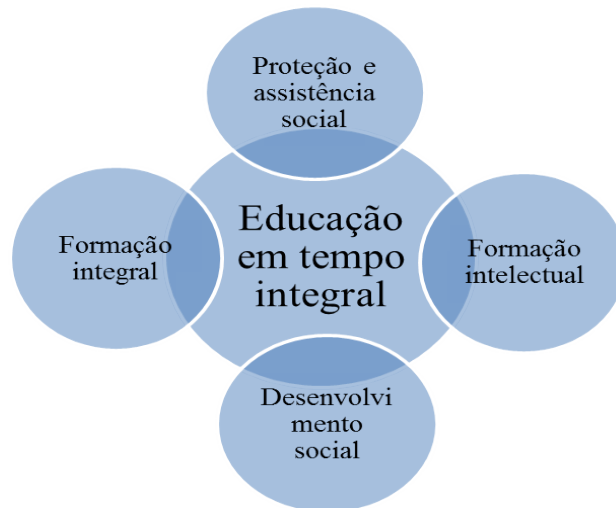 Proteção e
assistência
social
Educação
em tempo
integral
Formação
integral
Formação
intelectual
Desenvolvi
mento
social